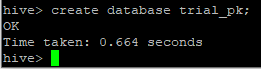 hive> create database trial_pk;
OK
Time taken: 0.664 seconds
hive>